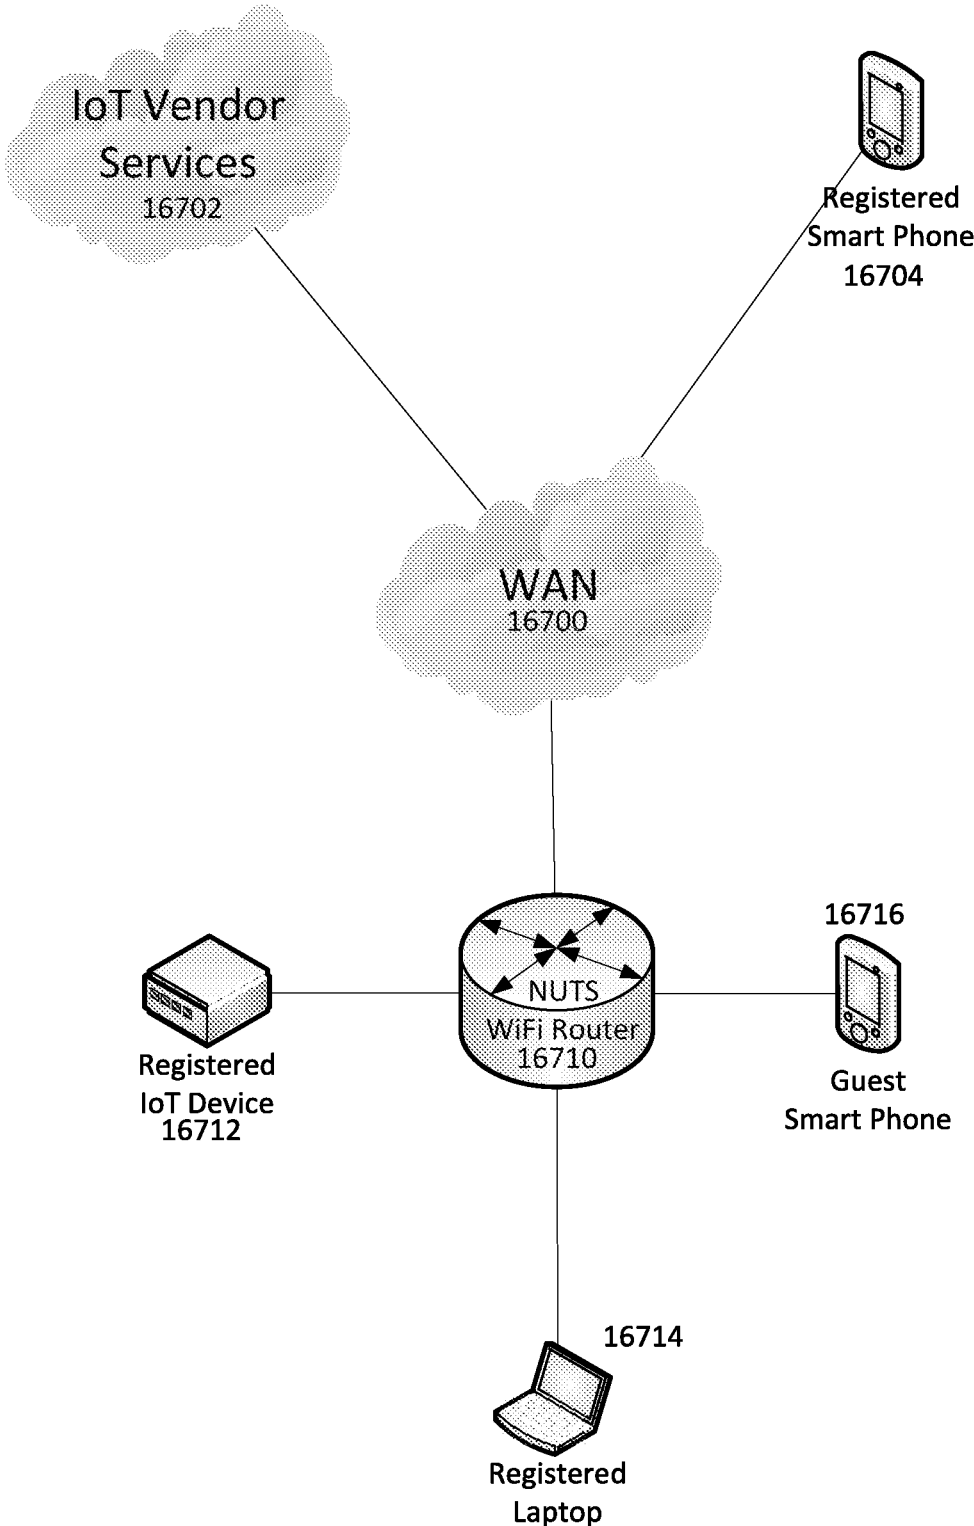 IoT Vendor
Services
16702
Registered
Smart Phone
16704
WAN
16700
NUTS
WiFi Router
16710
Registered
IoT Device
16712
16716
Guest
Smart Phone
16714
Registered
Laptop